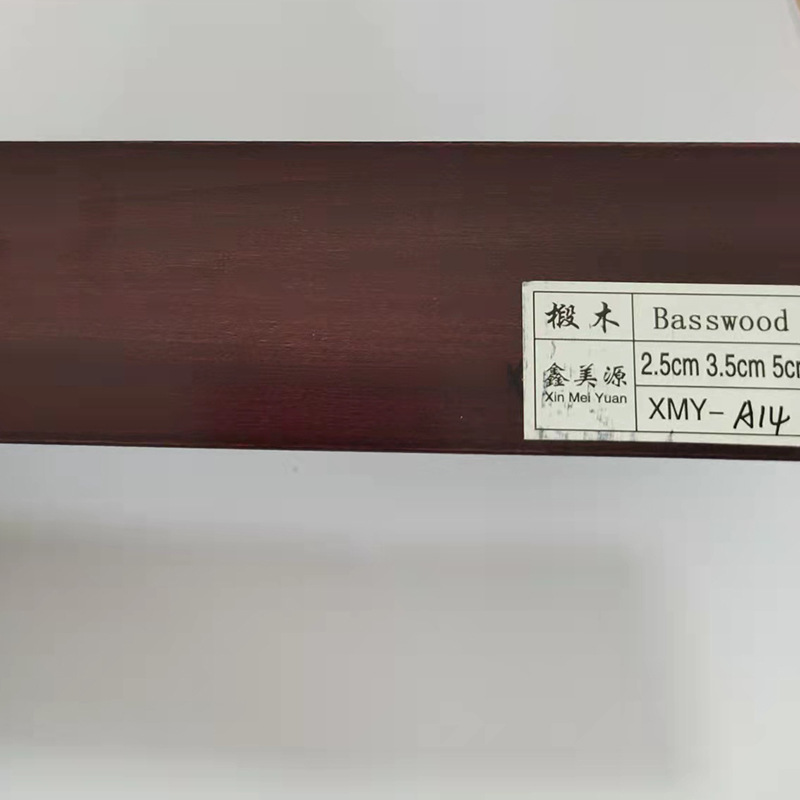 椴木 Basswood
鑫美源 2.5cm 3.5cm 5cm
Xin Mei Yuan
XMY- A14